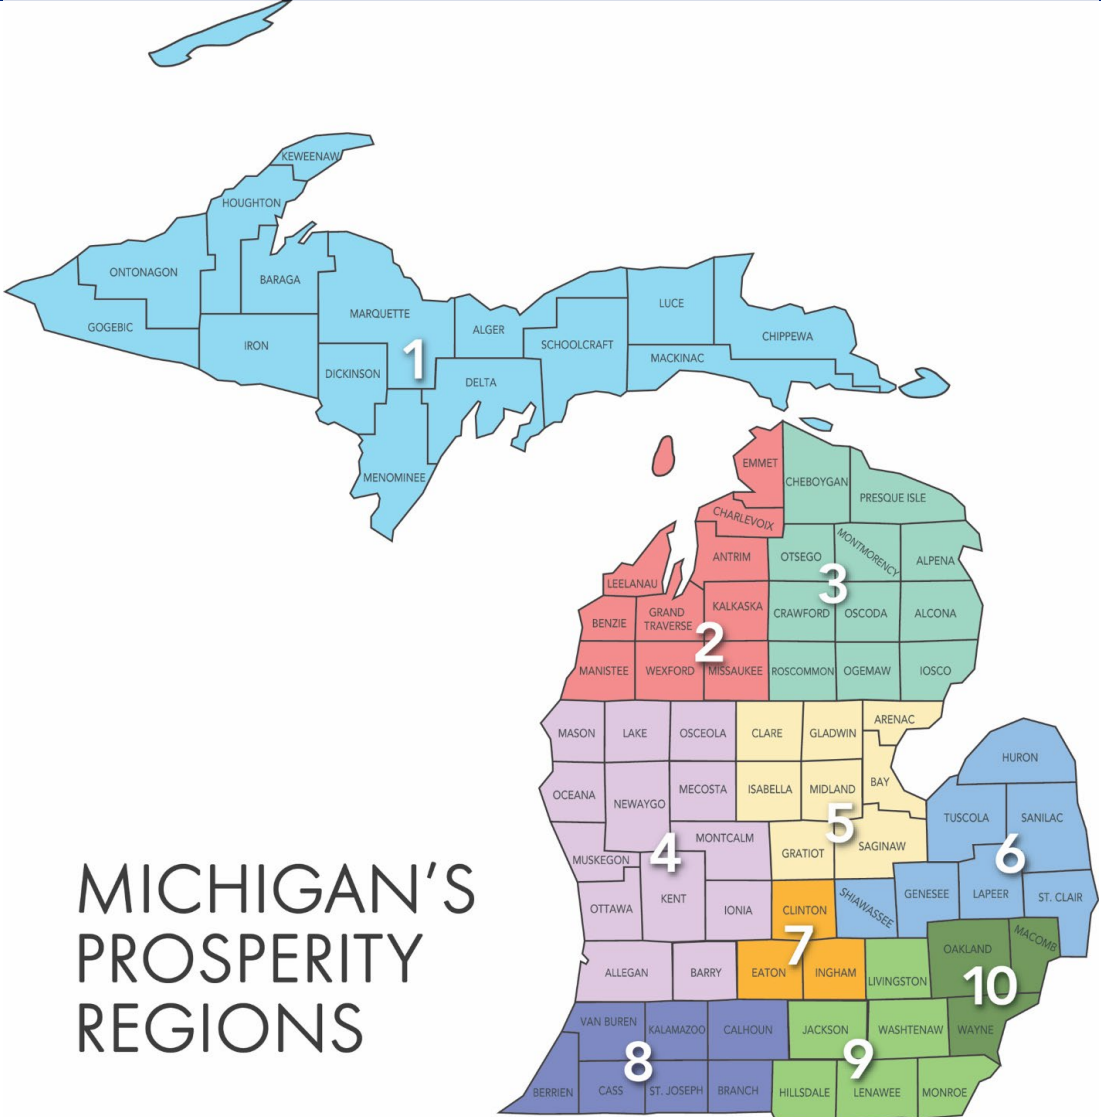 KEWEENAW
HOUGHTON
ONTONAGON
BARAGA
GOGEBIC
MARQUETTE
IRON
DICKINSON
1
ALGER
LUCE
SCHOOLCRAFT
CHIPPEWA
MACKINAC
DELTA
MENOMINEE
EMMET
CHEBOYGAN
PRESQUE ISLE
CHARLEVOIX
ANTRIM
OTSEGO
MONTMORENCY
ALPENA
3
LEELANAU
BENZIE
GRAND
TRAVERSE
KALKASKA
CRAWFORD
OSCODA
ALCONA
2
MANISTEE
WEXFORD
MISSAUKEE
ROSCOMMON
OGEMAW
IOSCO
MASON
LAKE
OSCEOLA
CLARE
GLADWIN
ARENAC
HURON
OCEANA
NEWAYGO
MECOSTA
ISABELLA
MIDLAND
BAY
TUSCOLA
SANILAC
5
MUSKEGON
4
MONTCALM
GRATIOT
SAGINAW
6
OTTAWA
KENT
IONIA
CLINTON
SHIAWASSEE
GENESEE
LAPEER
ST. CLAIR
7
ALLEGAN
BARRY
EATON
INGHAM
LIVINGSTON
OAKLAND
MACOMB
10
VAN BUREN
KALAMAZOO
CALHOUN
JACKSON
WASHTENAW
WAYNE
8
9
BERRIEN
CASS
ST. JOSEPH
BRANCH
HILLSDALE
LENAWEE
MONROE
MICHIGAN'S
PROSPERITY
REGIONS